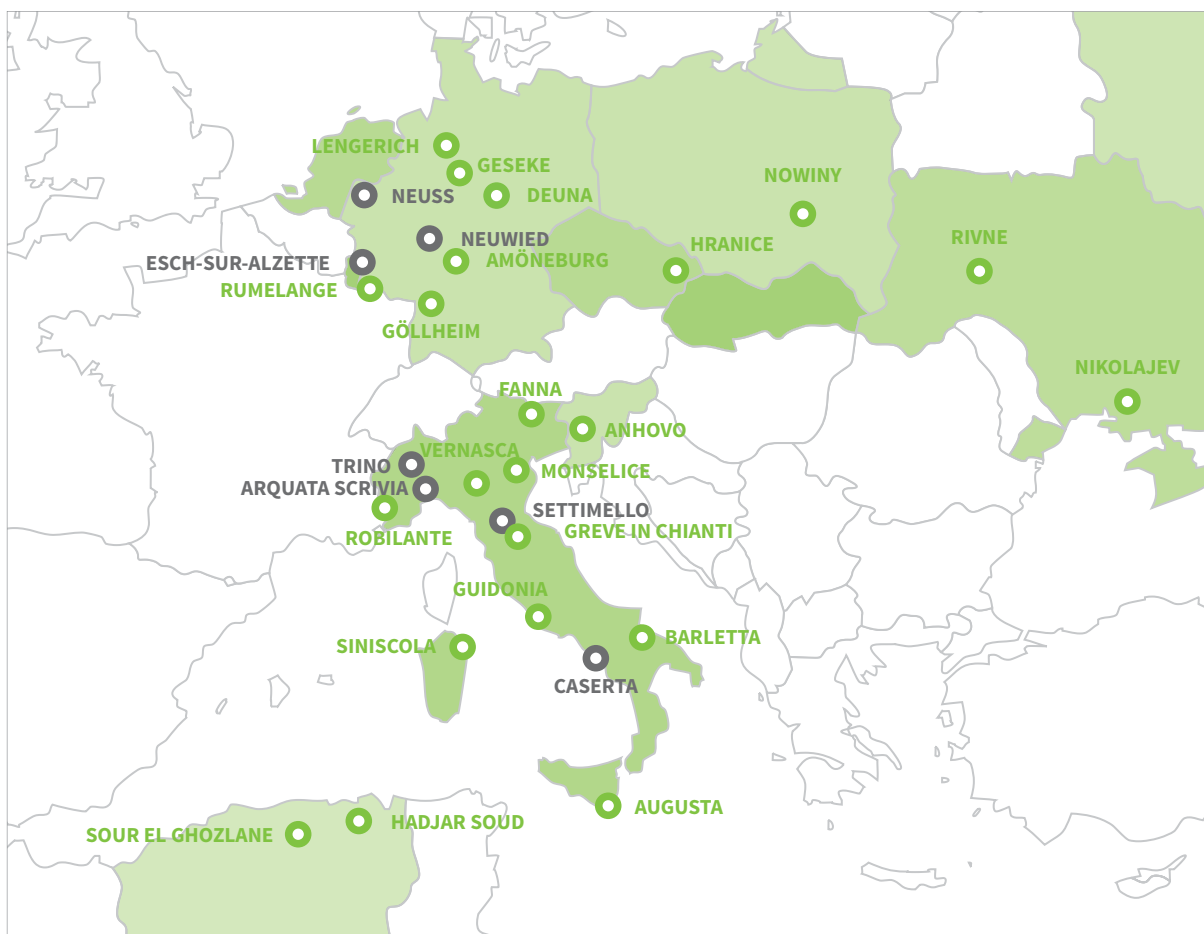 LENGERICH
GESEKE
NOWINY
NEUSS
DEUNA
RIVNE
NEUWIED
HRANICE
ESCH-SUR-ALZETTE
AMÖNEBURG
RUMELANGE
GÖLLHEIM
NIKOLAJEV
FANNA
ANHOVO
VERNASCA
TRINO
MONSELICE
ARQUATA SCRIVIA
SETTIMELLO
GREVE IN CHIANTI
ROBILANTE
GUIDONIA
BARLETTA
SINISCOLA
CASERTA
AUGUSTA
HADJAR SOUD
SOUR EL GHOZLANE